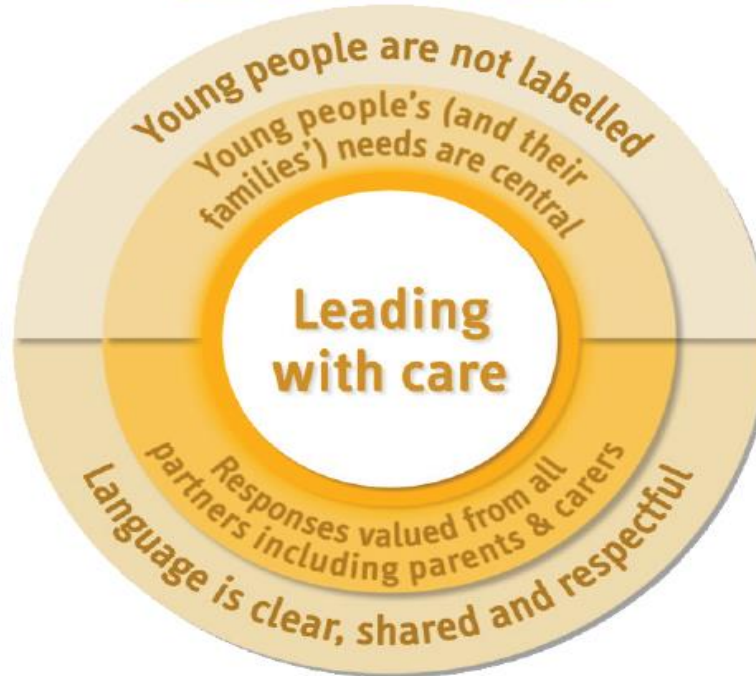 Young people are not labelled
Young people's (and their
families') needs are central
Leading
with care
Responses valued from all
partners including parents & carers
Language is clear, shared and respectful